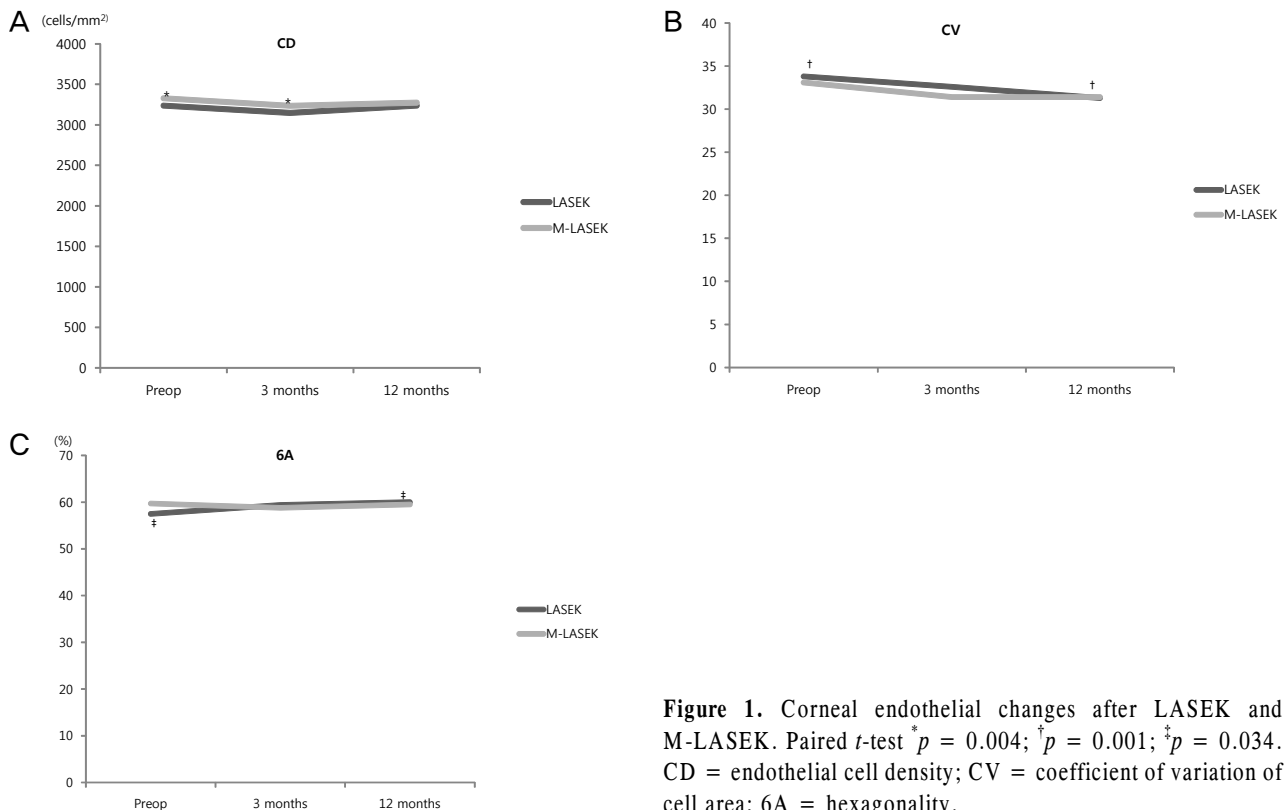 A
(cells/mm²)
CD
4000
3500
3000
2500
2000
1500
1000
500
0
*
*
Preop 3 months 12 months
LASEK
M-LASEK
B
CV
40
35
30
25
20
15
10
5
0
†
†
Preop 3 months 12 months
LASEK
M-LASEK
C
(%)
6A
70
60
50
40
30
20
10
0
‡
‡
Preop 3 months 12 months
LASEK
M-LASEK
Figure 1. Corneal endothelial changes after LASEK and
M-LASEK. Paired t-test *p = 0.004; †p = 0.001; ‡p = 0.034.
CD = endothelial cell density; CV = coefficient of variation of
cell area; 6A = hexagonality.